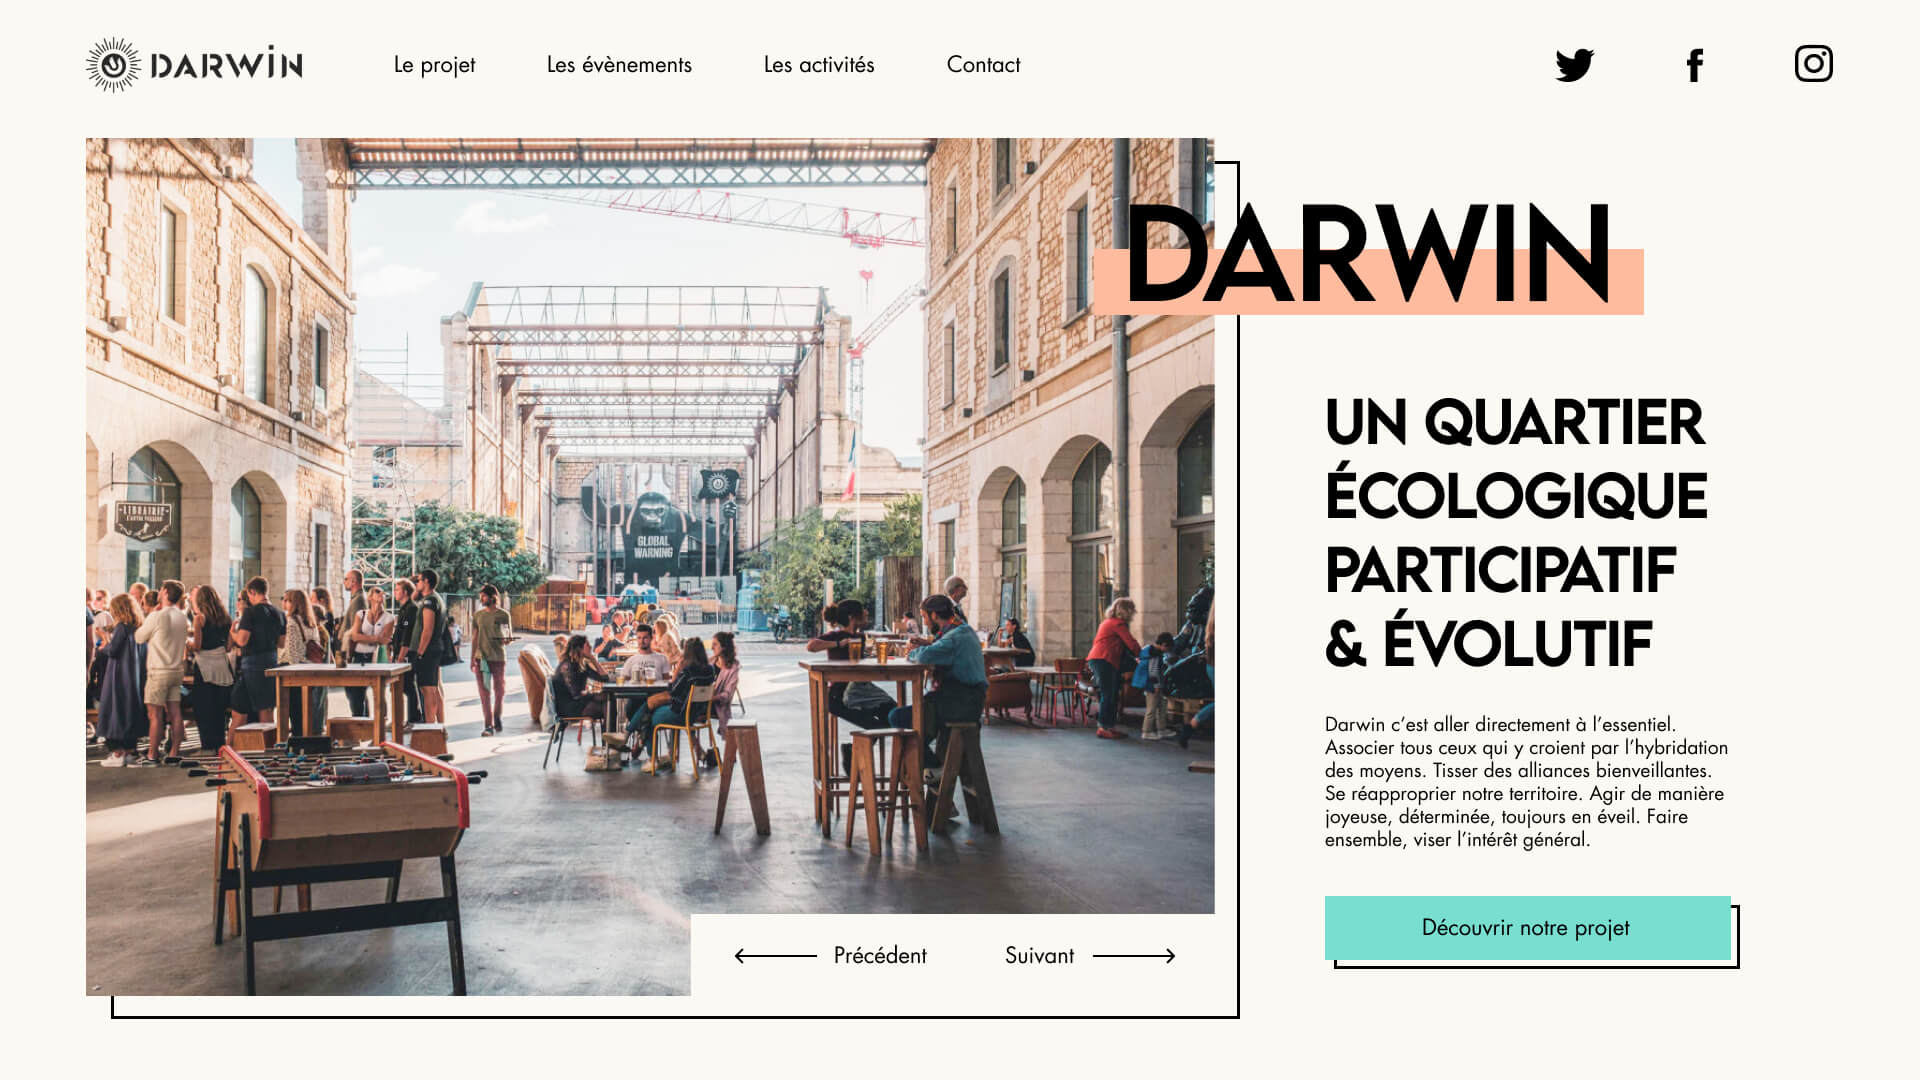 DARWiN
Le projet
Les évènements
Les activités
Contact
DARWIN
LIBRAIRIE
GLOBAL
WARNING
UN QUARTIER
ÉCOLOGIQUE
PARTICIPATIF
& ÉVOLUTIF
Darwin c’est aller directement à l’essentiel.
Associer tous ceux qui y croient par l’hybridation
des moyens. Tisser des alliances bienveillantes.
Se réapproprier notre territoire. Agir de manière
joyeuse, déterminée, toujours en éveil. Faire
ensemble, viser l’intérêt général.
Découvrir notre projet
Précédent
Suivant